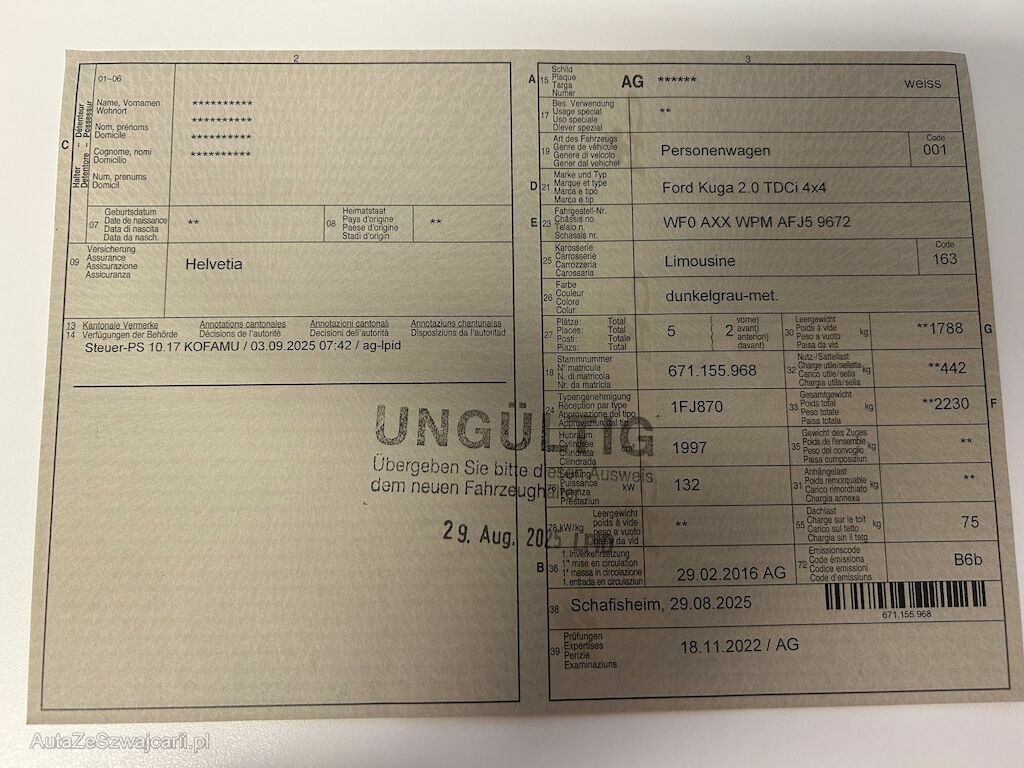 2
01–06
Halter – Détenteur
Detentore – Possessur
C
Name, Vornamen
Wohnort
Nom, prénoms
Domicile
Cognome, nomi
Domicilio
Num, prenums
Domicil
**********
**********
**********
**********
07
Geburtsdatum
Date de naissance
Data di nascita
Data da nasch.
**
08
Heimatstaat
Pays d'origine
Paese d'origine
Stadi d'origin
**
09
Versicherung
Assurance
Assicurazione
Assicuranza
Helvetia
13 Kantonale Vermerke Annotations cantonales Annotazioni cantonali Annotaziuns chantunalas
14 Verfügungen der Behörde Décisions de l'autorité Decisioni dell'autorità Disposiziuns da l'autoritad
Steuer-PS 10.17 KOFAMU / 03.09.2025 07:42 / ag-lpid
UNGÜLTIG
Übergeben Sie bitte diesen Ausweis
dem neuen Fahrzeughalter
29. Aug. 2025
3
A 15
Schild
Plaque
Targa
Numer
AG ****** weiss
17
Bes. Verwendung
Usage spécial
Uso speciale
Diever spezial
**
19
Art des Fahrzeugs
Genre de véhicule
Genere di veicolo
Gener dal vehichel
Personenwagen
Code
001
D 21
Marke und Typ
Marque et type
Marca e tipo
Marca e tip
Ford Kuga 2.0 TDCi 4x4
E 23
Fahrgestell-Nr.
Châssis no
Telaio n.
Schassis nr.
WF0 AXX WPM AFJ5 9672
25
Karosserie
Carrosserie
Carrozzeria
Carossaria
Limousine
Code
163
26
Farbe
Couleur
Colore
Colur
dunkelgrau-met.
27
Plätze: Total
Places: Total
Posti: Totale
Plazs: Total
5
2
vorne)
avant)
anteriori)
davant)
30
Leergewicht
Poids à vide
Peso a vuoto
Paisa da vid
kg
**1788
G
18
Stammnummer
N° matricule
N. di matricola
Nr. da matricla
671.155.968
32
Nutz-/Sattellast
Charge utile/sellette
Carico utile/sella
Chargia utila/sella
kg
**442
24
Typengenehmigung
Réception par type
Approvazione del tipo
Approvaziun dal tip
1FJ870
33
Gesamtgewicht
Poids total
Peso totale
Paisa totala
kg
**2230
F
37
Hubraum
Cylindrée
Cilindrata
Cilindrada
1997
35
Gewicht des Zuges
Poids de l'ensemble
Peso del convoglio
Paisa cumposiziun
kg
**
76
Leistung
Puissance
Potenza
Prestaziun
kW
132
31
Anhängelast
Poids remorquable
Carico rimorchiato
Chargia annexa
kg
**
78 kW/kg
Leergewicht
poids à vide
peso a vuoto
paisa da vid
**
55
Dachlast
Charge sur le toit
Carico sul tetto
Chargia sin il tetg
kg
75
B 36
1. Inverkehrsetzung
1re mise en circulation
1a messa in circolazione
1. entrada en circulaziun
29.02.2016 AG
72
Emissionscode
Code émissions
Codice emissioni
Code d'emissiuns
B6b
38 Schafisheim, 29.08.2025
671.155.968
39
Prüfungen
Expertises
Perizie
Examinaziuns
18.11.2022 / AG
AutaZeSzwajcarii.pl